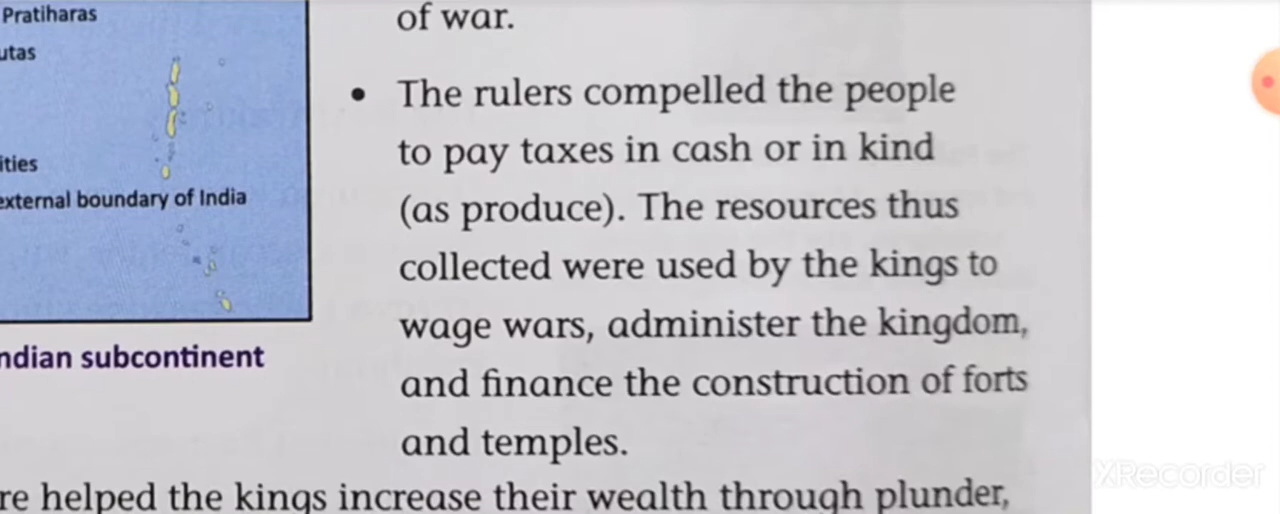 Pratiharas
utas
ities
external boundary of India
ndian subcontinent
of war.
• The rulers compelled the people
to pay taxes in cash or in kind
(as produce). The resources thus
collected were used by the kings to
wage wars, administer the kingdom,
and finance the construction of forts
and temples.
re helped the kings increase their wealth through plunder,
XRecorder